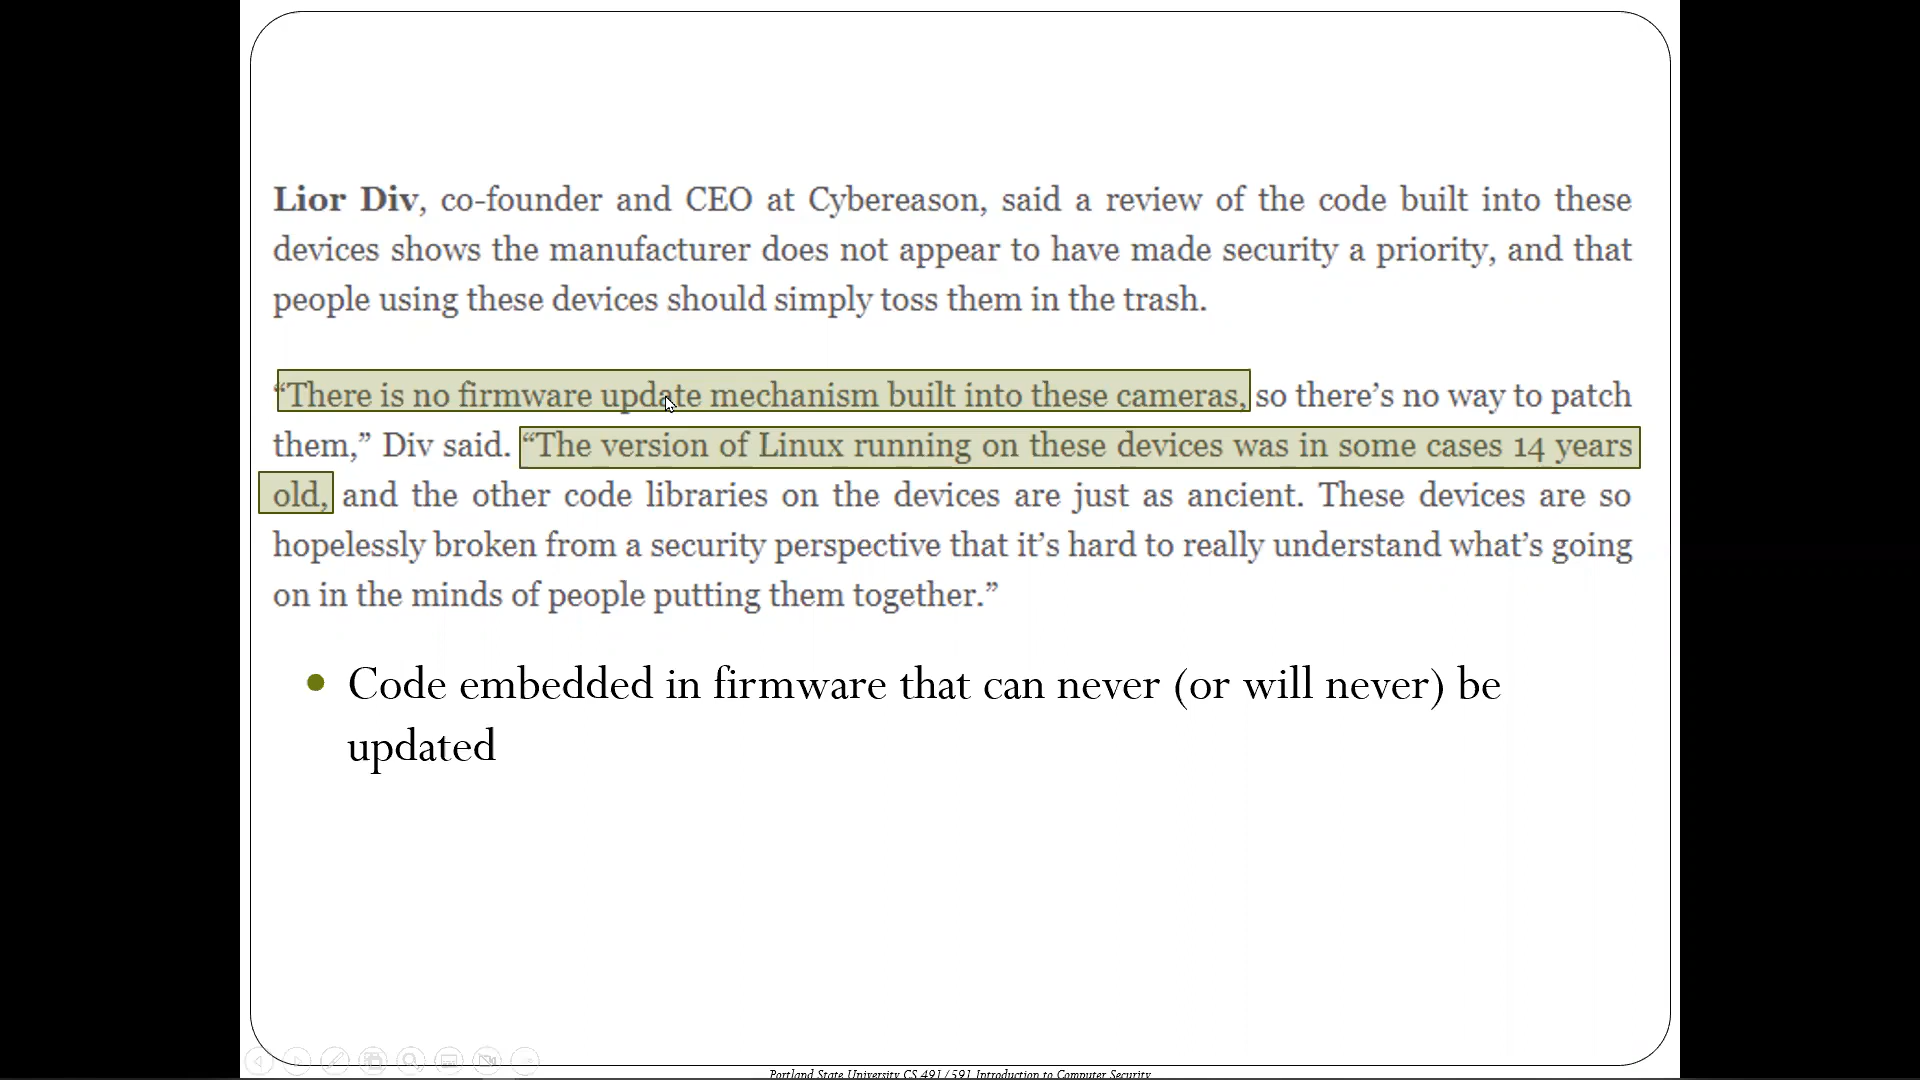 Lior Div, co-founder and CEO at Cybereason, said a review of the code built into these
devices shows the manufacturer does not appear to have made security a priority, and that
people using these devices should simply toss them in the trash.
“There is no firmware update mechanism built into these cameras, so there’s no way to patch
them,” Div said. “The version of Linux running on these devices was in some cases 14 years
old, and the other code libraries on the devices are just as ancient. These devices are so
hopelessly broken from a security perspective that it’s hard to really understand what’s going
on in the minds of people putting them together.”
• Code embedded in firmware that can never (or will never) be
updated
Portland State University CS 491/591 Introduction to Computer Security